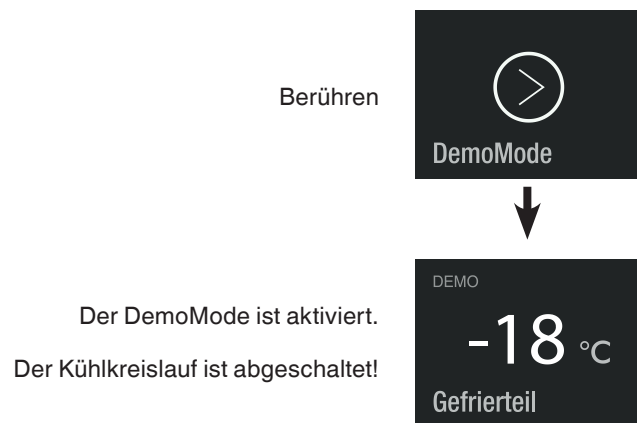 Berühren
DemoMode
DEMO
Der DemoMode ist aktiviert.
-18 °C
Der Kühlkreislauf ist abgeschaltet!
Gefrierteil